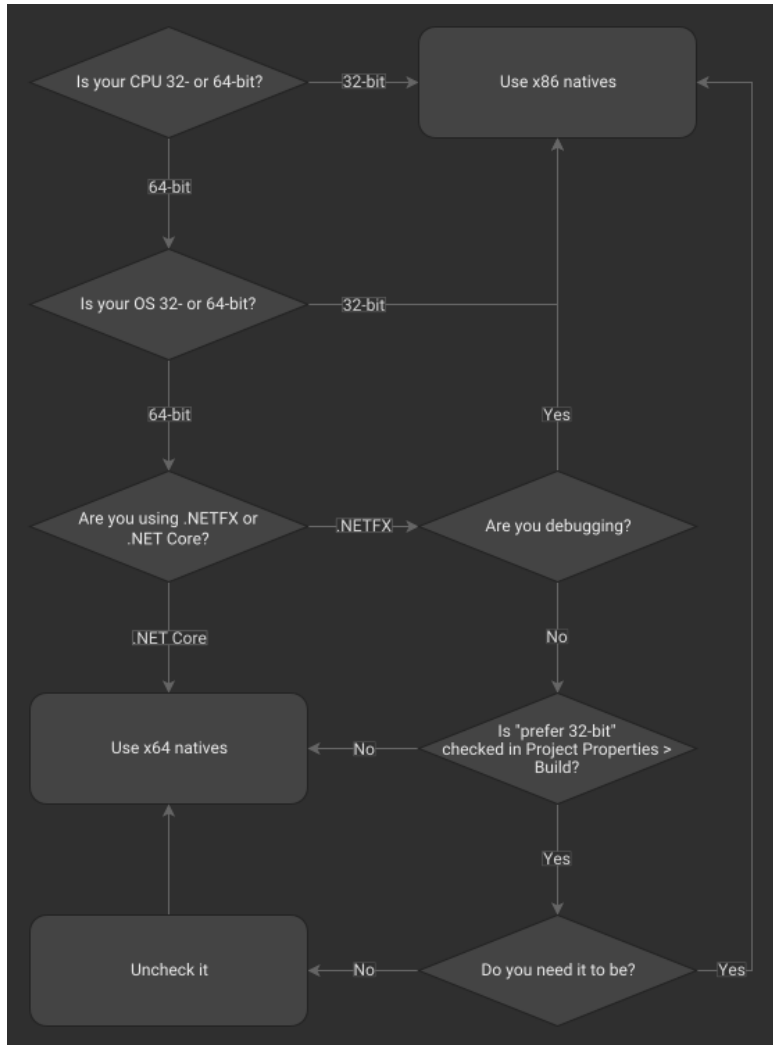 Is your CPU 32- or 64-bit?
32-bit
Use x86 natives
64-bit
Is your OS 32- or 64-bit?
32-bit
64-bit
Yes
Are you using .NETFX or
.NET Core?
.NETFX
Are you debugging?
.NET Core
No
Use x64 natives
No
Is "prefer 32-bit"
checked in Project Properties >
Build?
Yes
Uncheck it
No
Do you need it to be?
Yes